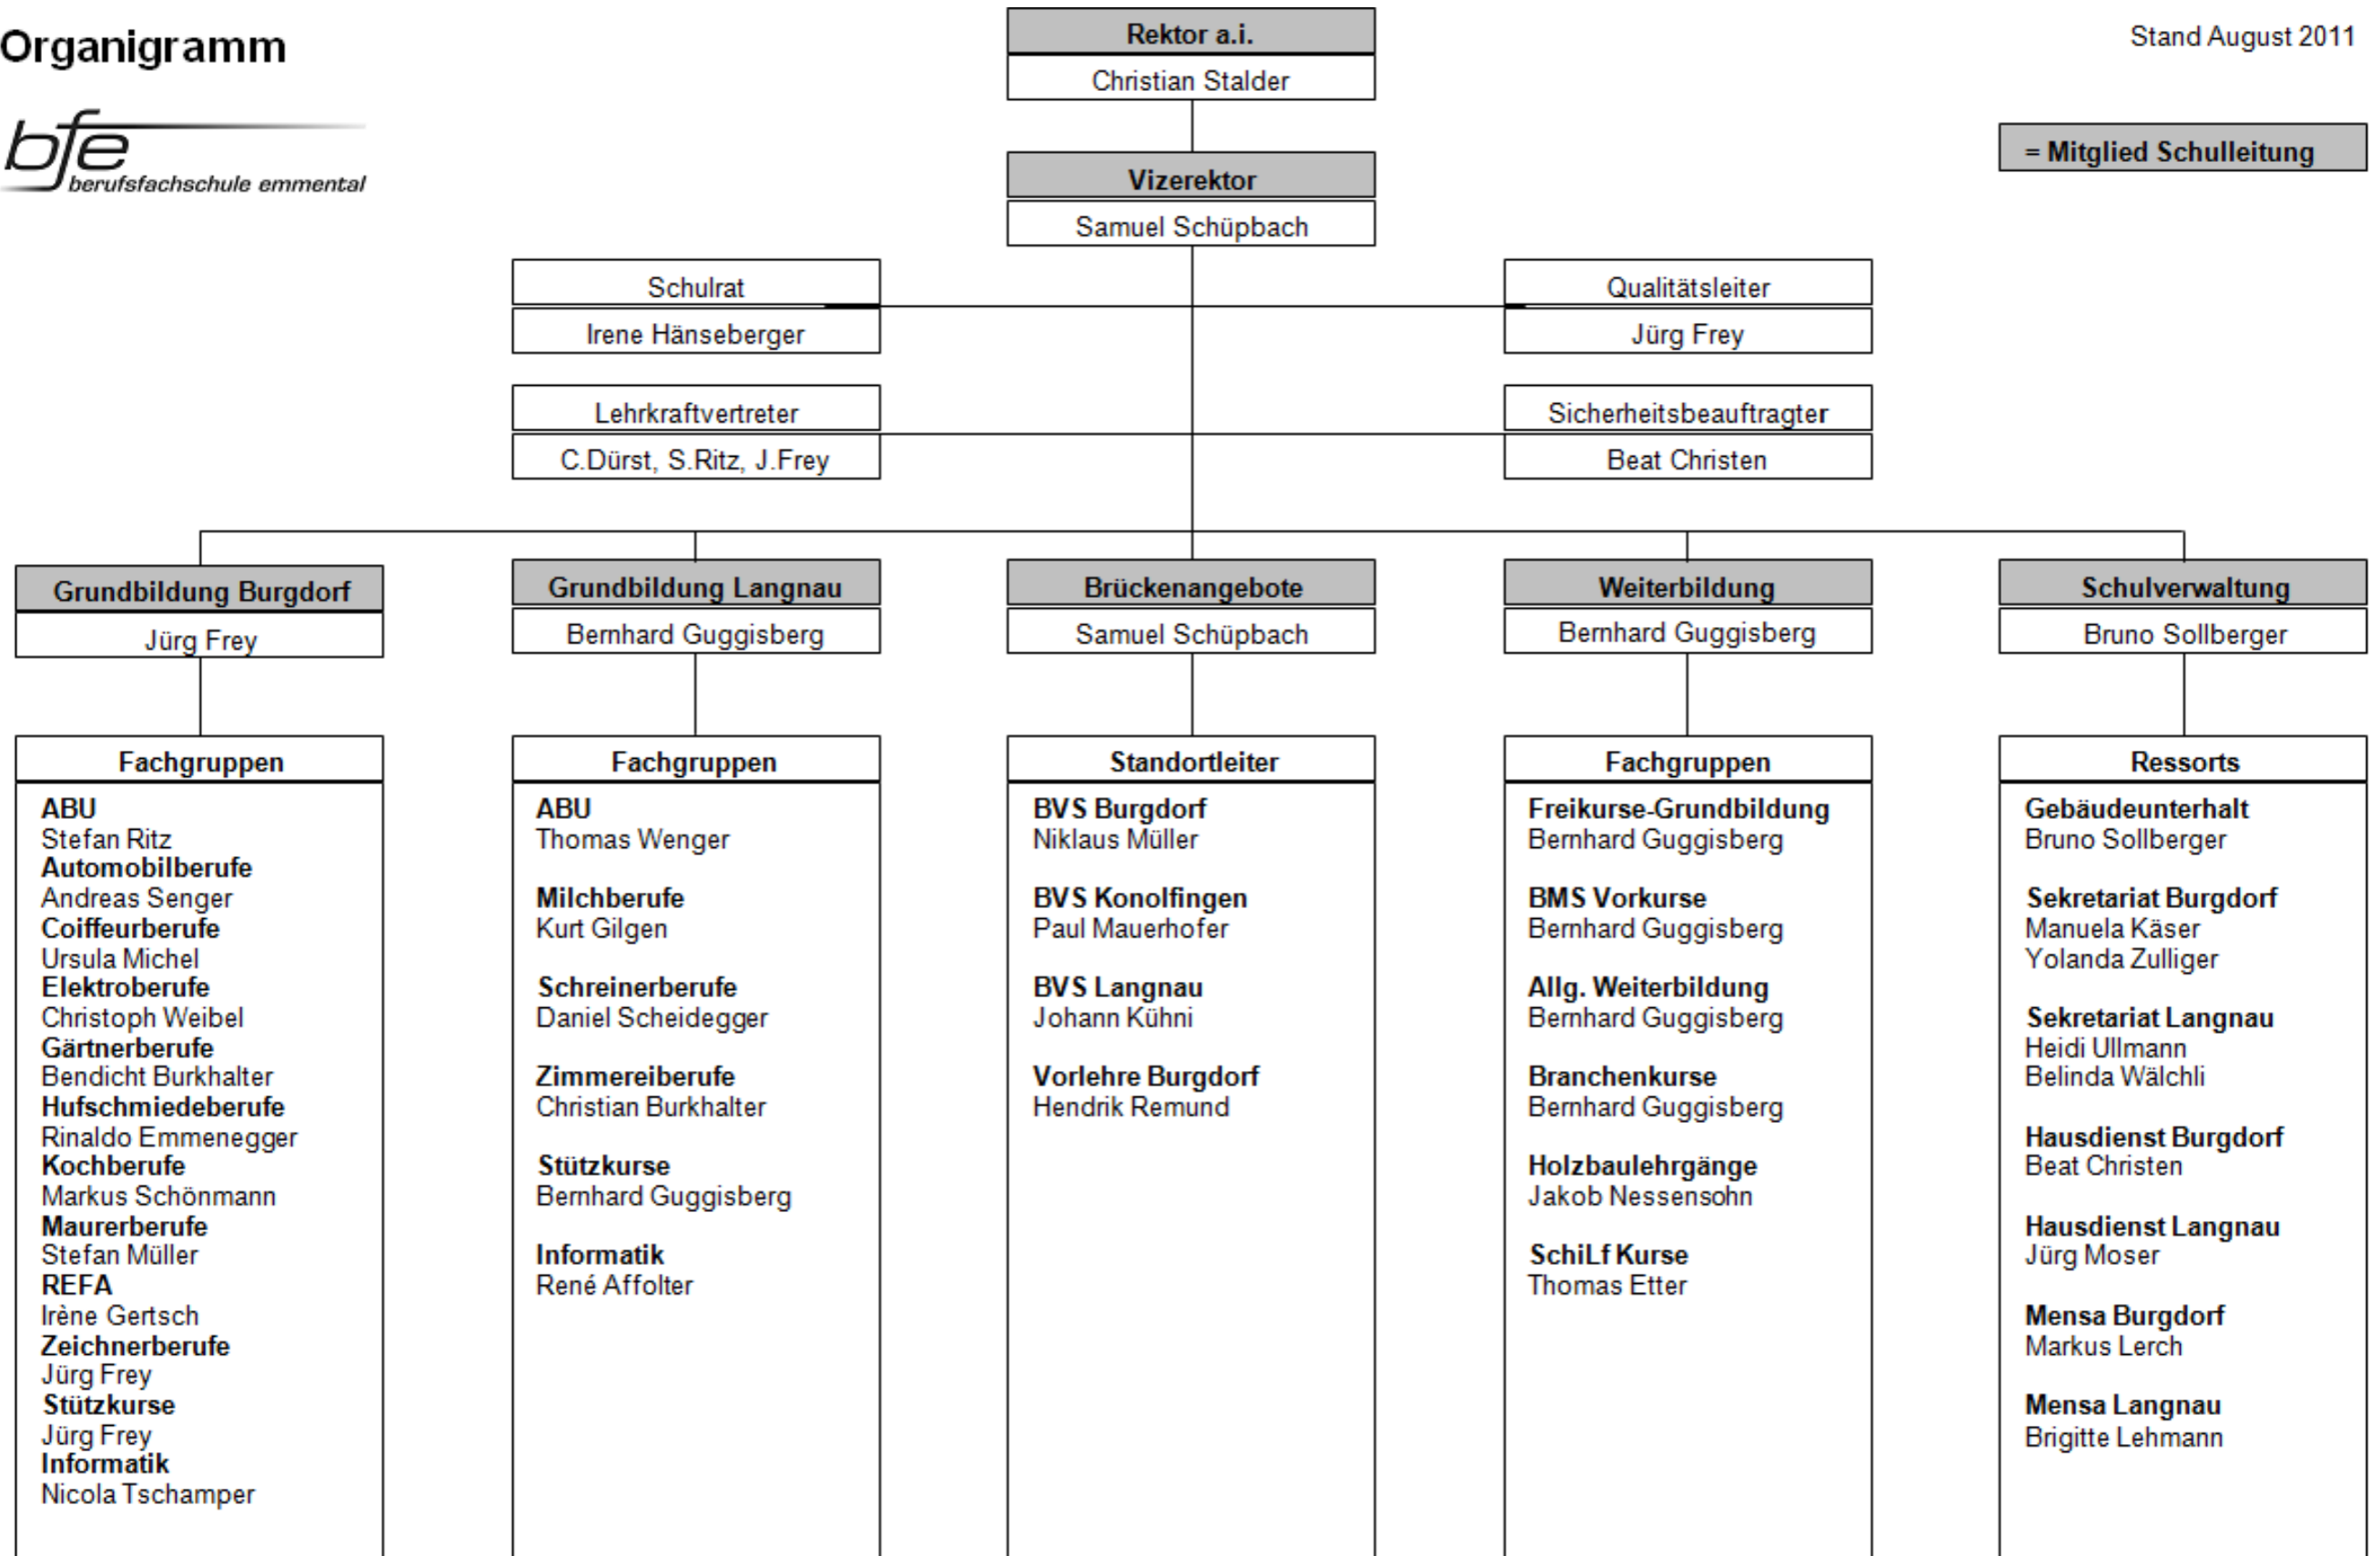 Organigramm
Stand August 2011
bfe
berufsfachschule emmental
= Mitglied Schulleitung
Rektor a.i.
Christian Stalder
Vizerektor
Samuel Schüpbach
Schulrat
Irene Hänseberger
Qualitätsleiter
Jürg Frey
Lehrkraftvertreter
C.Dürst, S.Ritz, J.Frey
Sicherheitsbeauftragter
Beat Christen
Grundbildung Burgdorf
Jürg Frey
Fachgruppen
ABU
Stefan Ritz
Automobilberufe
Andreas Senger
Coiffeurberufe
Ursula Michel
Elektroberufe
Christoph Weibel
Gärtnerberufe
Bendicht Burkhalter
Hufschmiedeberufe
Rinaldo Emmenegger
Kochberufe
Markus Schönmann
Maurerberufe
Stefan Müller
REFA
Irène Gertsch
Zeichnerberufe
Jürg Frey
Stützkurse
Jürg Frey
Informatik
Nicola Tschamper
Grundbildung Langnau
Bernhard Guggisberg
Fachgruppen
ABU
Thomas Wenger
Milchberufe
Kurt Gilgen
Schreinerberufe
Daniel Scheidegger
Zimmereiberufe
Christian Burkhalter
Stützkurse
Bernhard Guggisberg
Informatik
René Affolter
Brückenangebote
Samuel Schüpbach
Standortleiter
BVS Burgdorf
Niklaus Müller
BVS Konolfingen
Paul Mauerhofer
BVS Langnau
Johann Kühni
Vorlehre Burgdorf
Hendrik Remund
Weiterbildung
Bernhard Guggisberg
Fachgruppen
Freikurse-Grundbildung
Bernhard Guggisberg
BMS Vorkurse
Bernhard Guggisberg
Allg. Weiterbildung
Bernhard Guggisberg
Branchenkurse
Bernhard Guggisberg
Holzbaulehrgänge
Jakob Nessensohn
SchiLf Kurse
Thomas Etter
Schulverwaltung
Bruno Sollberger
Ressorts
Gebäudeunterhalt
Bruno Sollberger
Sekretariat Burgdorf
Manuela Käser
Yolanda Zulliger
Sekretariat Langnau
Heidi Ullmann
Belinda Wälchli
Hausdienst Burgdorf
Beat Christen
Hausdienst Langnau
Jürg Moser
Mensa Burgdorf
Markus Lerch
Mensa Langnau
Brigitte Lehmann